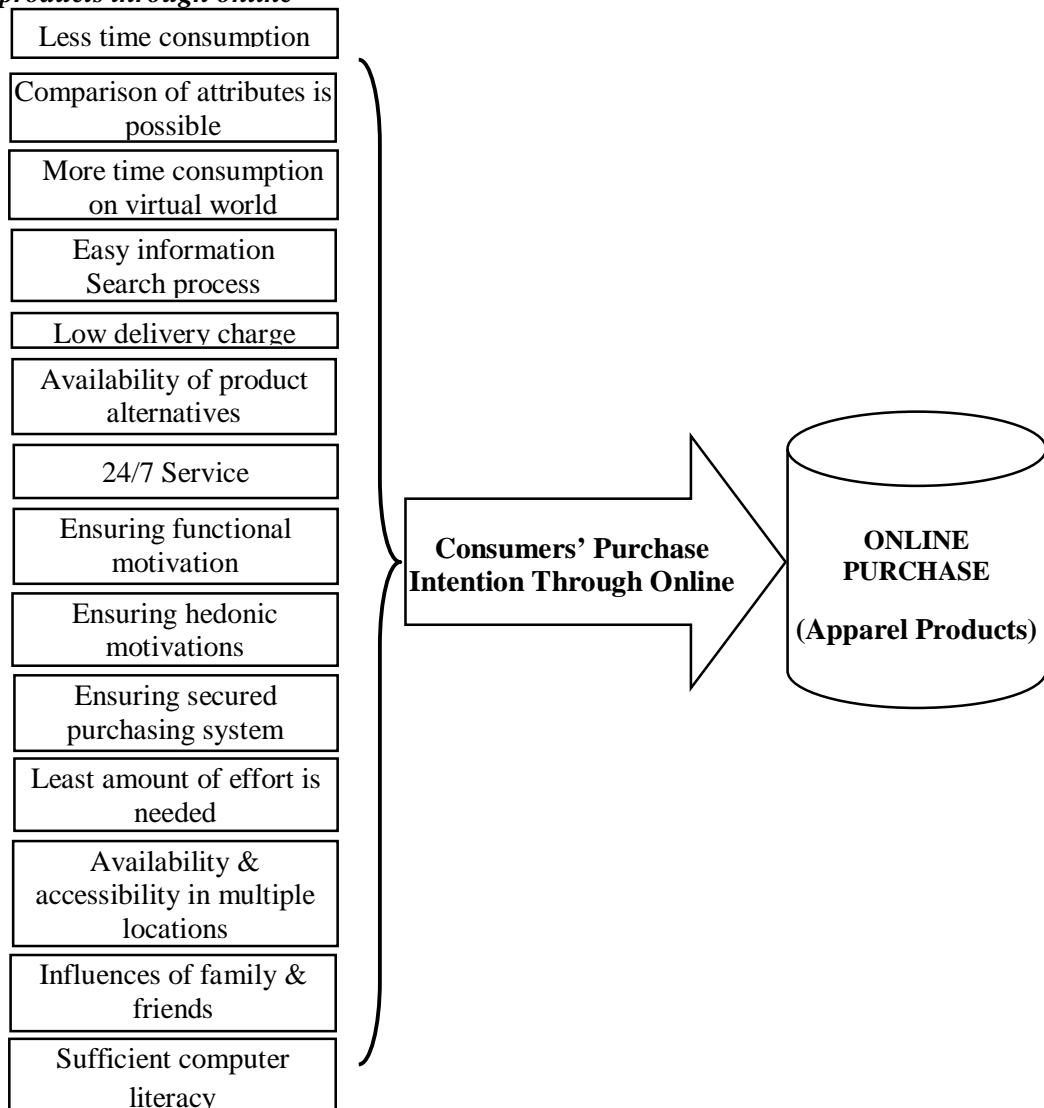 products through online
Less time consumption
Comparison of attributes is
possible
More time consumption
on virtual world
Easy information
Search process
Low delivery charge
Availability of product
alternatives
24/7 Service
Ensuring functional
motivation
Ensuring hedonic
motivations
Ensuring secured
purchasing system
Least amount of effort is
needed
Availability &
accessibility in multiple
locations
Influences of family &
friends
Sufficient computer
literacy
Consumers’ Purchase
Intention Through Online
ONLINE
PURCHASE
(Apparel Products)